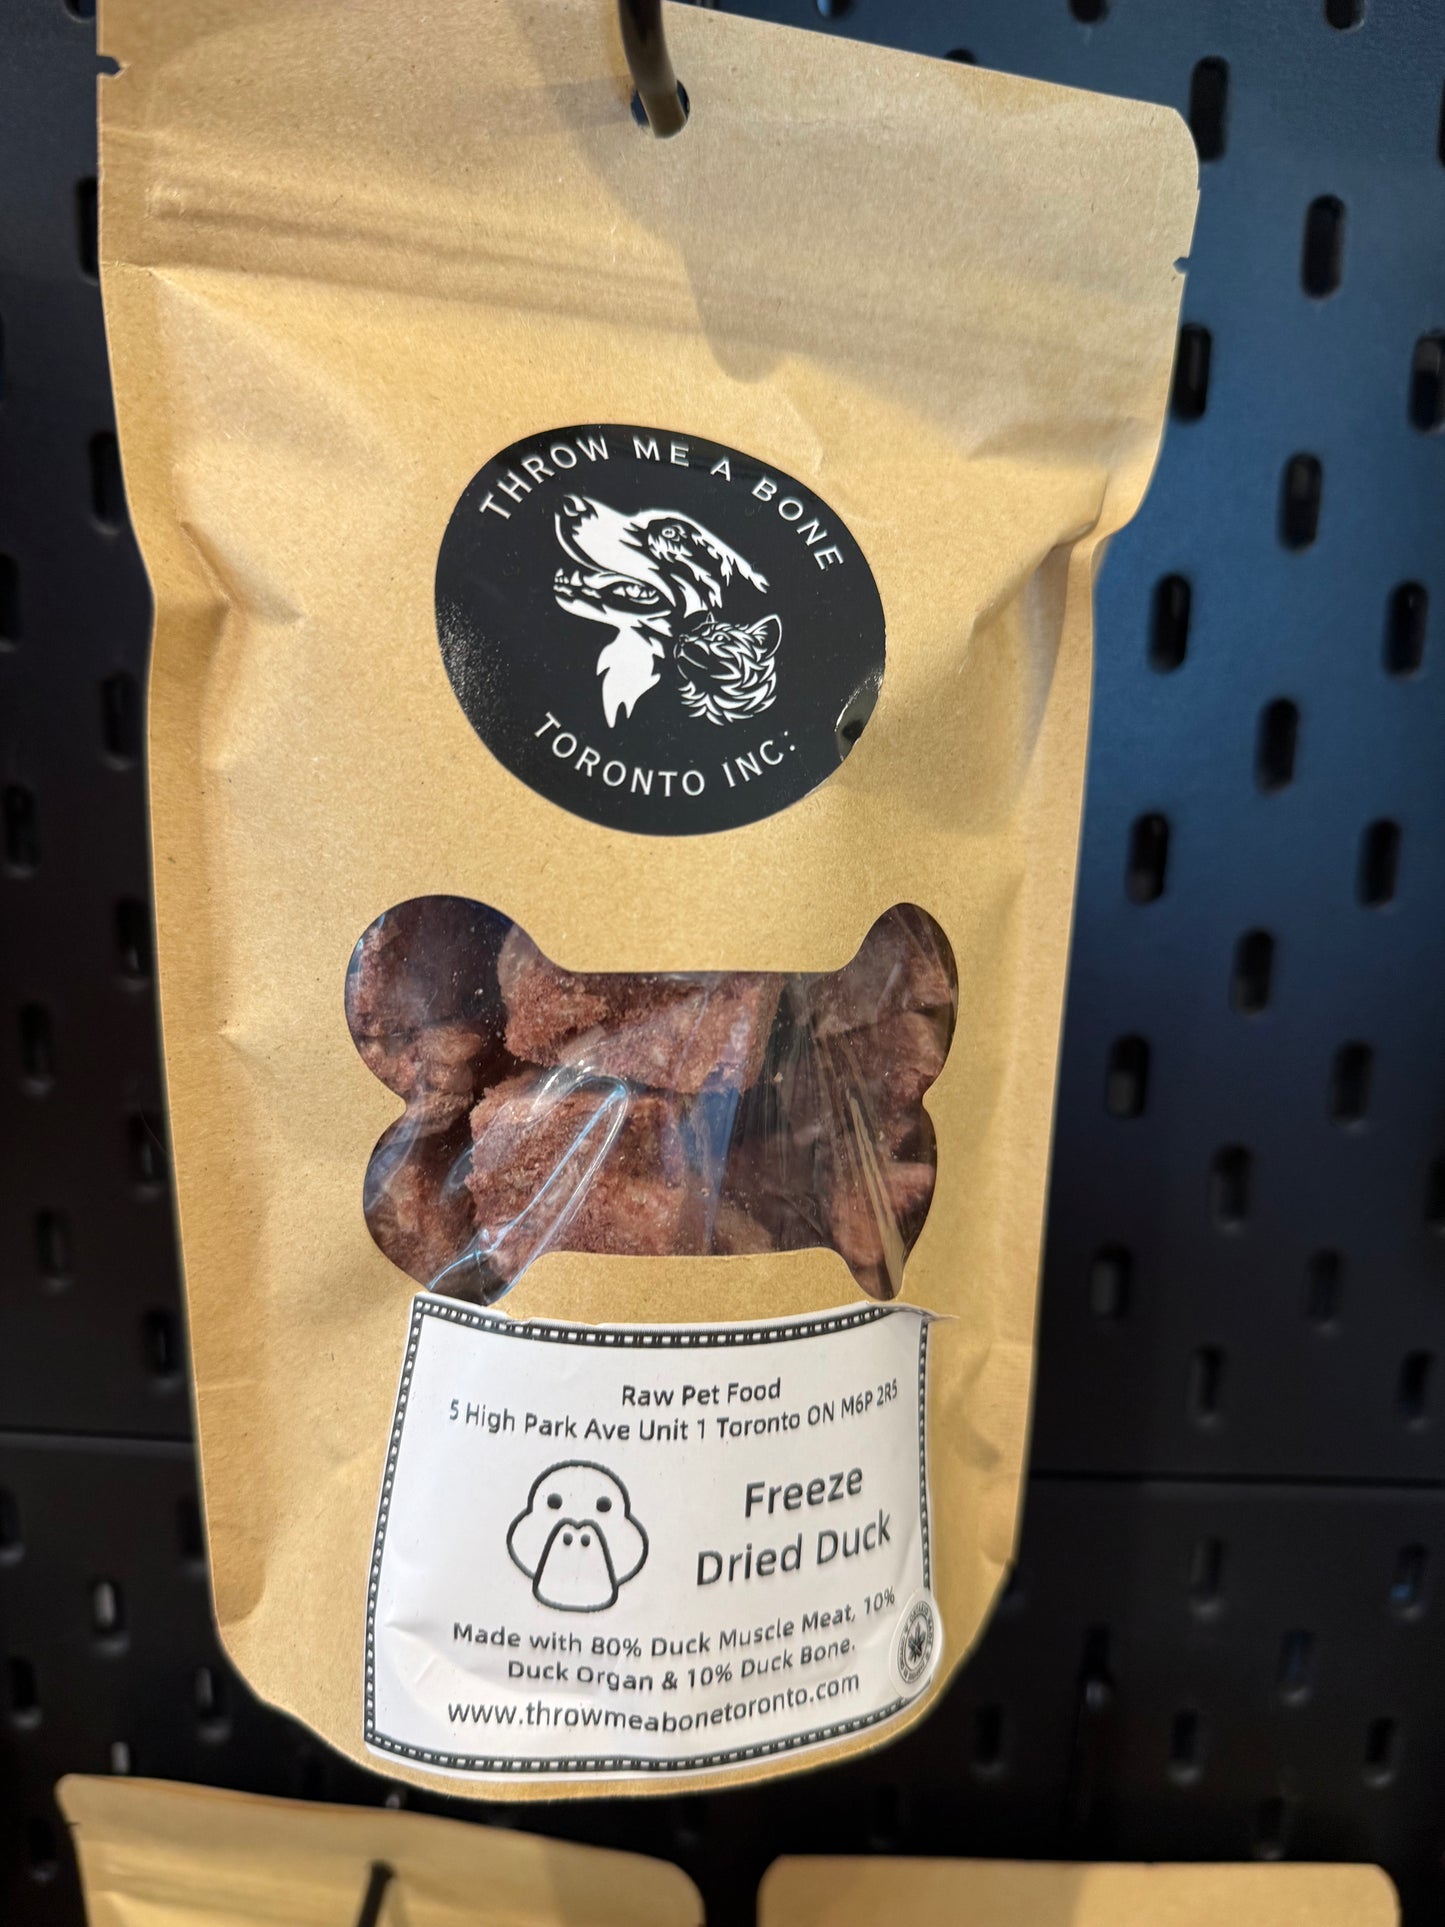 THROW ME A BONE
TORONTO INC.
Raw Pet Food
5 High Park Ave Unit 1 Toronto ON M6P 2R5
Freeze
Dried Duck
Made with 80% Duck Muscle Meat, 10%
Duck Organ & 10% Duck Bone.
www.throwmeabonetoronto.com